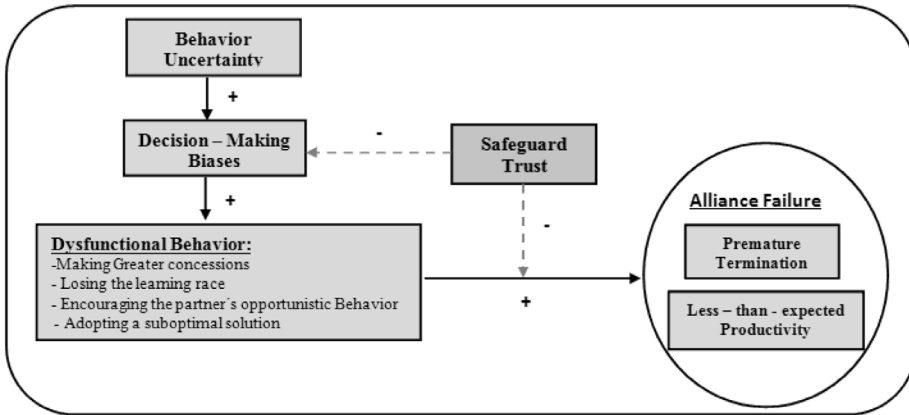 Behavior
Uncertainty
+
Decision – Making
Biases
-
Safeguard
Trust
+
-
Dysfunctional Behavior:
-Making Greater concessions
- Losing the learning race
- Encouraging the partner´s opportunistic Behavior
- Adopting a suboptimal solution
+
Alliance Failure
Premature
Termination
Less – than - expected
Productivity